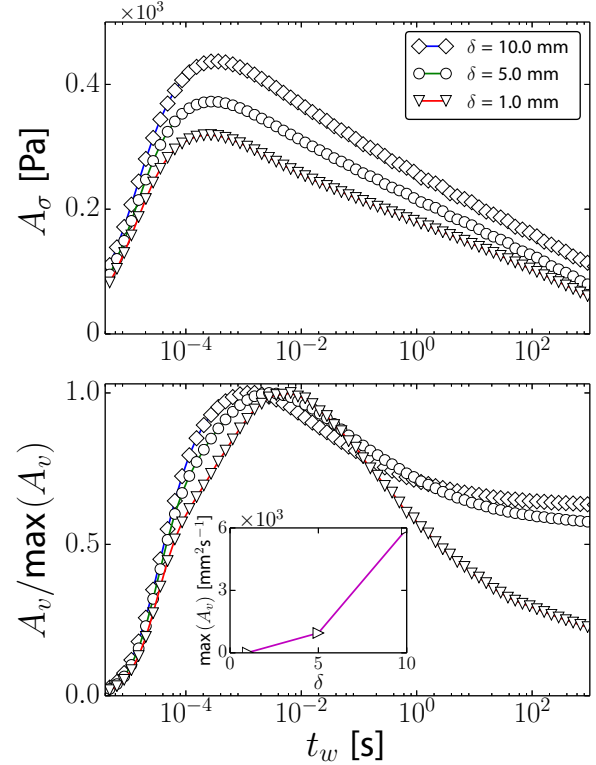 ×10³
0.4
0.2
0
A_σ [Pa]
δ = 10.0 mm
δ = 5.0 mm
δ = 1.0 mm
10⁻⁴ 10⁻² 10⁰ 10²
1.0
0.5
0.0
A_v/max(A_v)
×10³
6
3
0
max(A_v) [mm²s⁻¹]
0 5 10
δ
10⁻⁴ 10⁻² 10⁰ 10²
t_w [s]